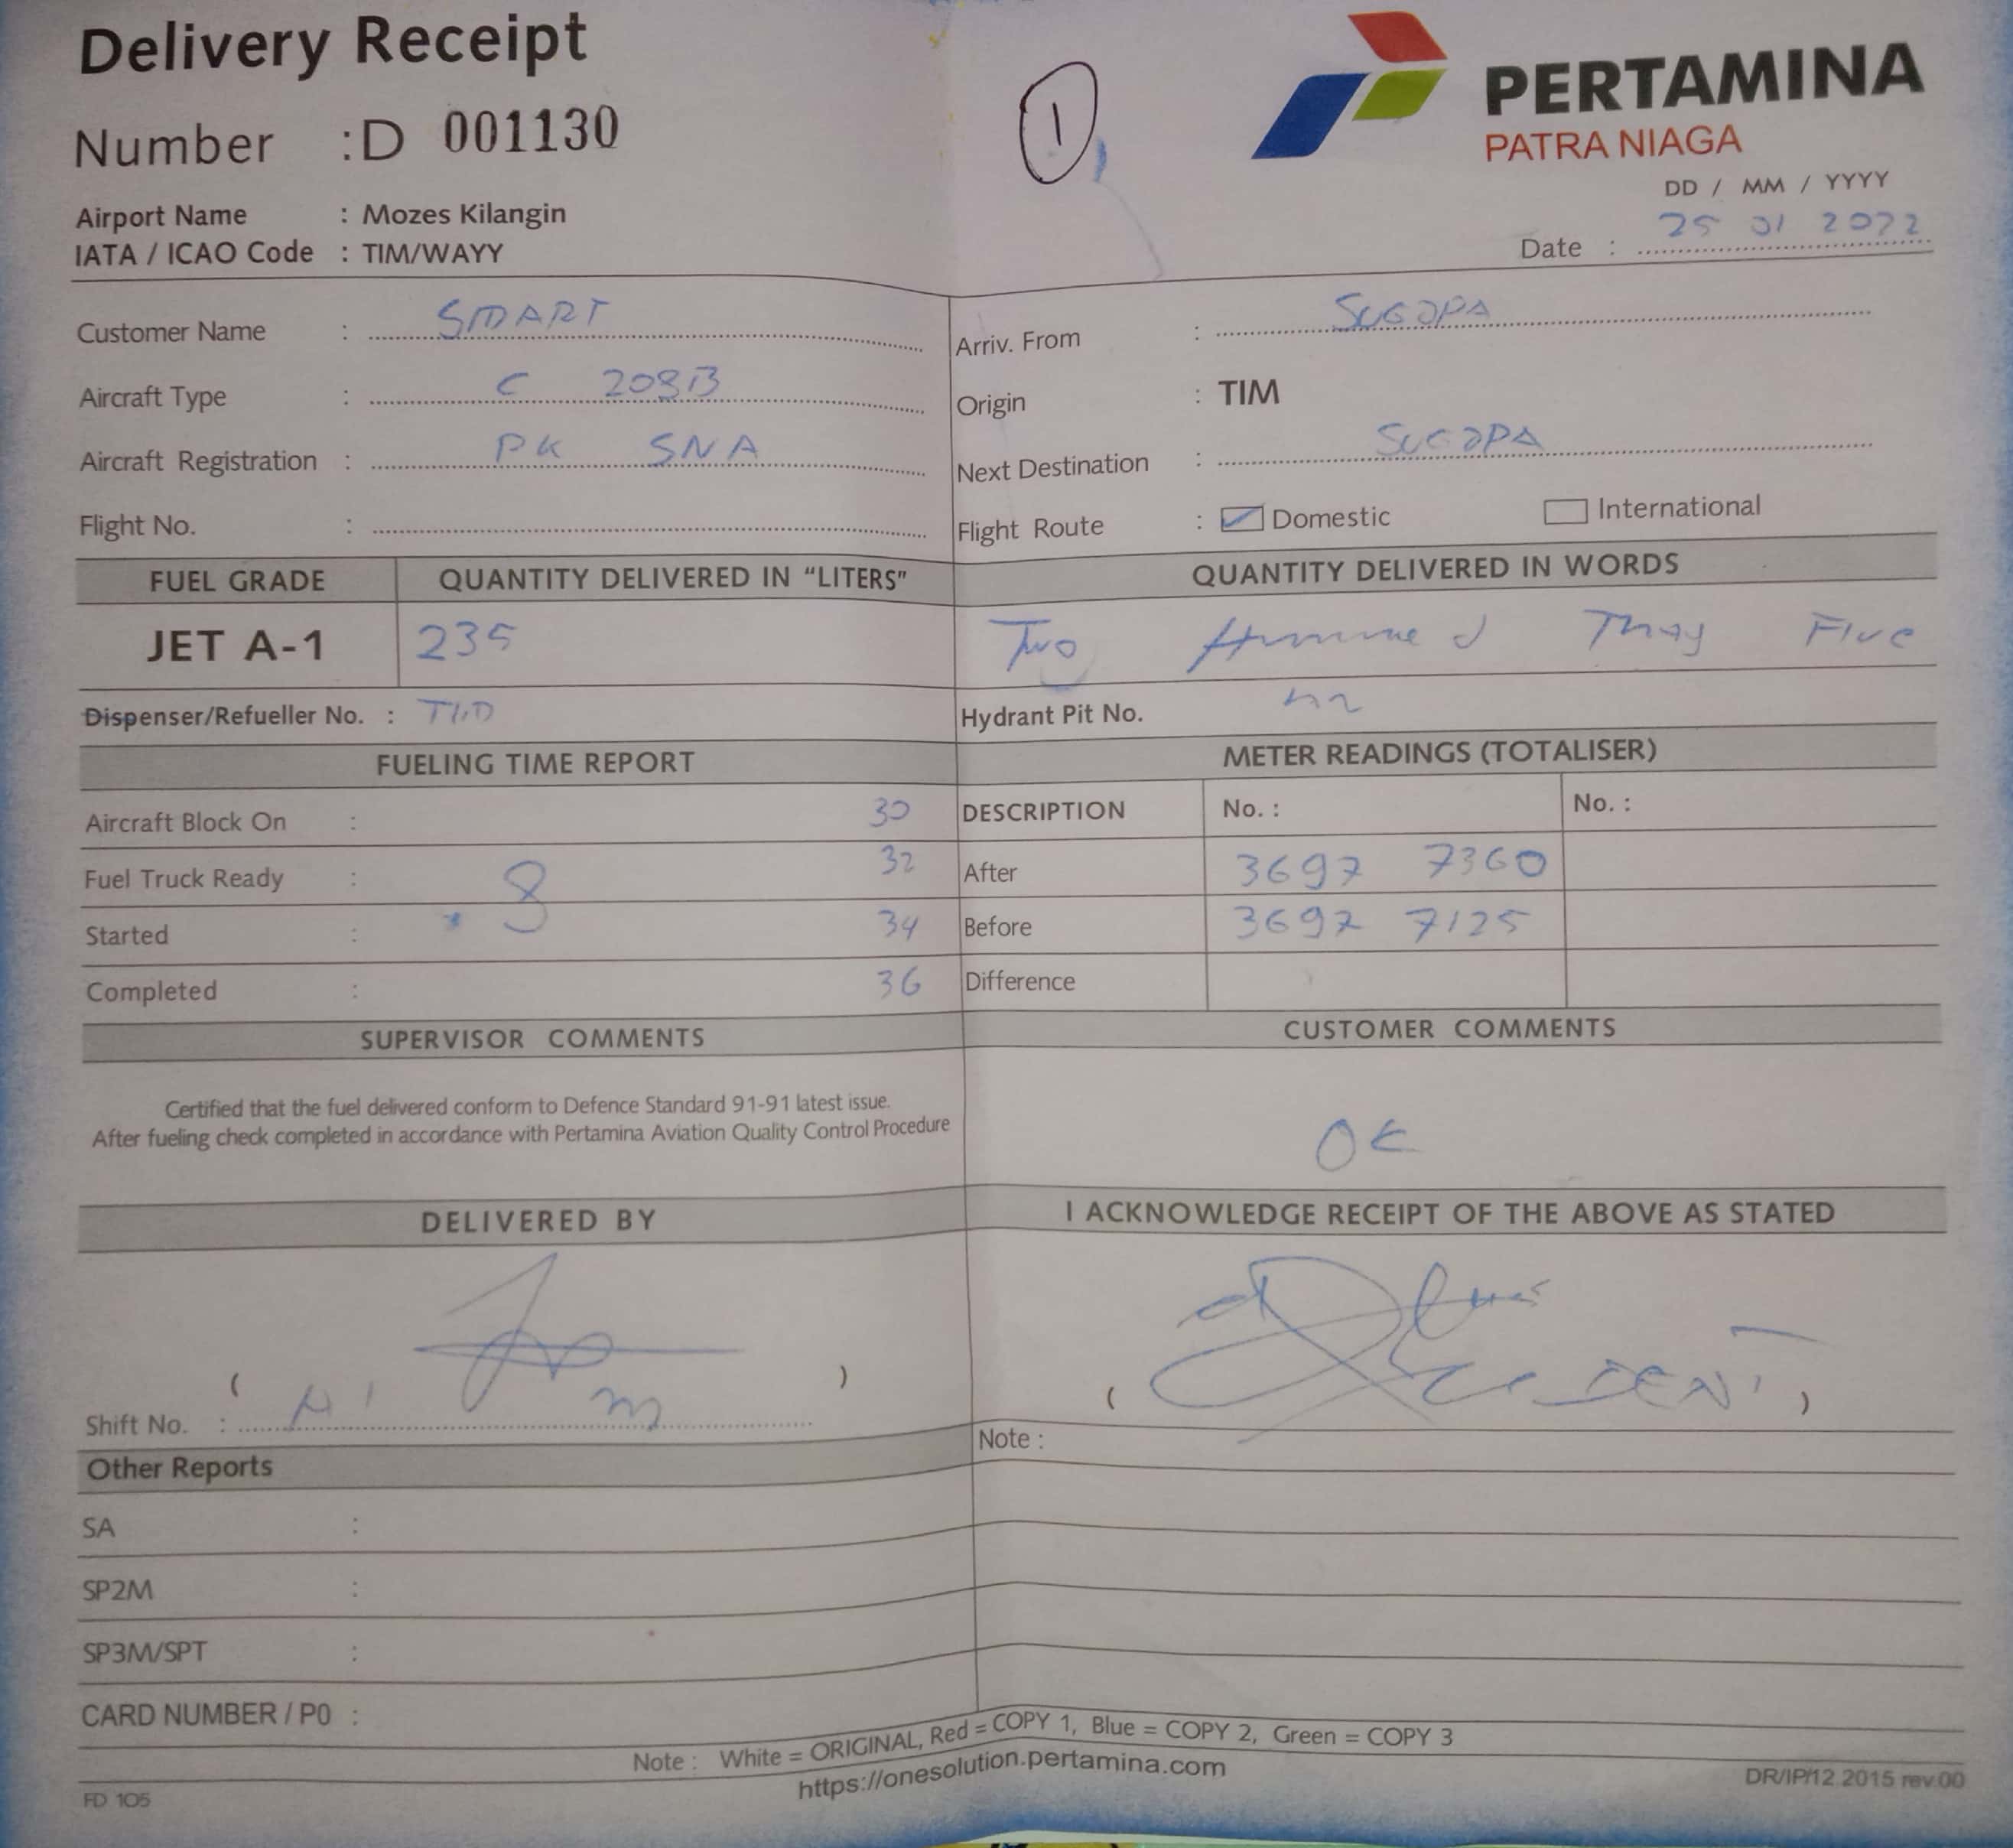 Delivery Receipt
Number : D 001130
1
PERTAMINA
PATRA NIAGA
Airport Name : Mozes Kilangin
IATA / ICAO Code : TIM/WAYY
DD / MM / YYYY
Date : 25 01 2022
Customer Name : SMART
Aircraft Type : C 208B
Aircraft Registration : PK SNA
Flight No. :
Arriv. From : SUGAPA
Origin : TIM
Next Destination : SUGAPA
Flight Route : Domestic International
FUEL GRADE QUANTITY DELIVERED IN "LITERS" QUANTITY DELIVERED IN WORDS
JET A-1 235 Two Five
Dispenser/Refueller No. :
Hydrant Pit No.
FUELING TIME REPORT
Aircraft Block On : 30
Fuel Truck Ready : 8 32
Started : 34
Completed : 36
METER READINGS (TOTALISER)
DESCRIPTION No. : No. :
After 3697 7360
Before 3697 7125
Difference
SUPERVISOR COMMENTS
Certified that the fuel delivered conform to Defence Standard 91-91 latest issue.
After fueling check completed in accordance with Pertamina Aviation Quality Control Procedure
CUSTOMER COMMENTS
OK
DELIVERED BY
( )
Shift No. :
I ACKNOWLEDGE RECEIPT OF THE ABOVE AS STATED
( )
Note :
Other Reports
SA :
SP2M :
SP3M/SPT :
CARD NUMBER / P0 :
Note : White = ORIGINAL, Red = COPY 1, Blue = COPY 2, Green = COPY 3
https://onesolution.pertamina.com
FD 105
DR/IP/12.2015 rev.00